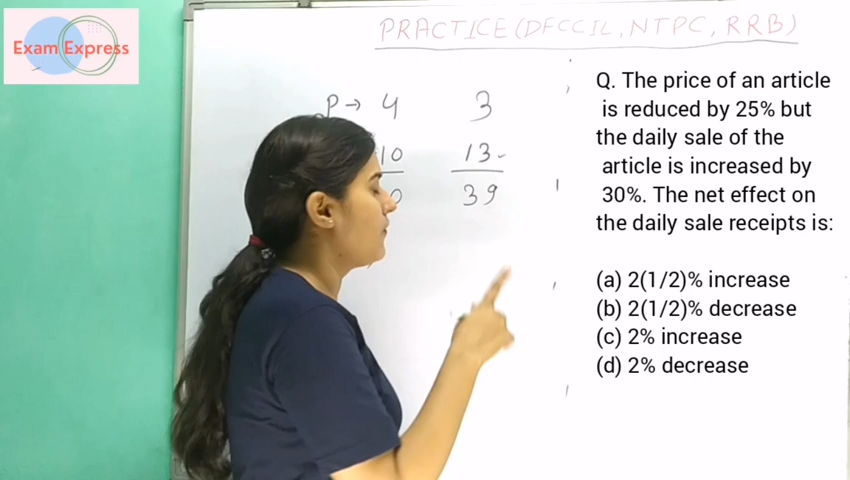 Exam Express
PRACTICE (DFCCIL, NTPC, RRB)
P → 4 3
10 13
0 39
Q. The price of an article
is reduced by 25% but
the daily sale of the
article is increased by
30%. The net effect on
the daily sale receipts is:
(a) 2(1/2)% increase
(b) 2(1/2)% decrease
(c) 2% increase
(d) 2% decrease